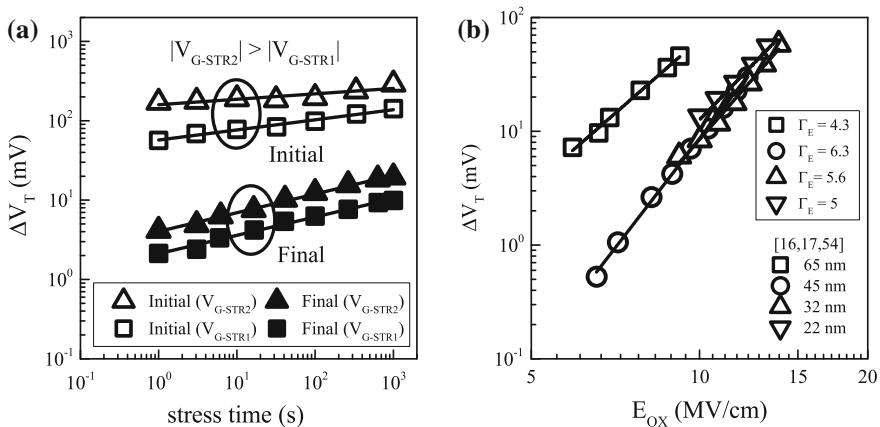 (a)
|V_G-STR2| > |V_G-STR1|
10³
10²
10¹
10⁰
10⁻¹
ΔV_T (mV)
Initial
Final
Initial (V_G-STR2)
Final (V_G-STR2)
Initial (V_G-STR1)
Final (V_G-STR1)
10⁻¹ 10⁰ 10¹ 10² 10³
stress time (s)
(b)
10²
10¹
10⁰
10⁻¹
ΔV_T (mV)
Γ_E = 4.3
Γ_E = 6.3
Γ_E = 5.6
Γ_E = 5
[16,17,54]
65 nm
45 nm
32 nm
22 nm
5 10 15 20
E_OX (MV/cm)